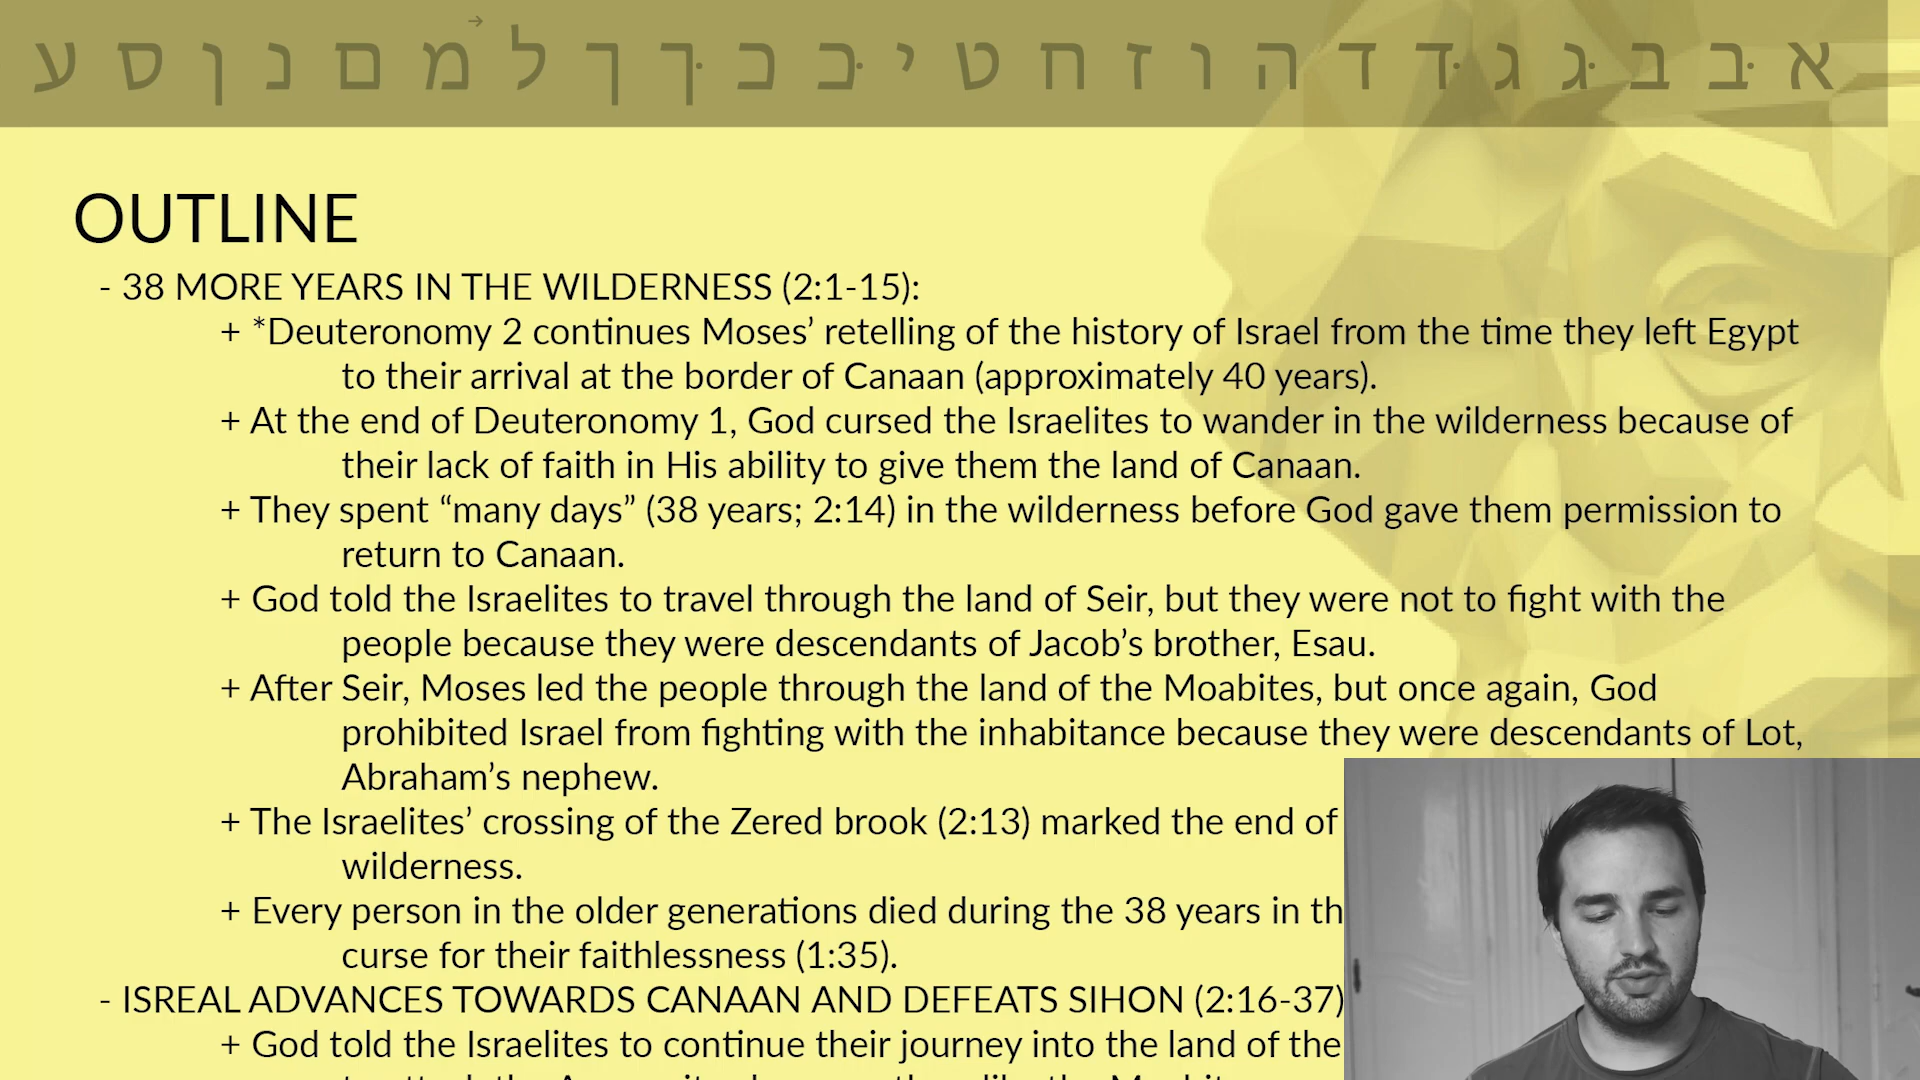 א בּ ב גּ ג דּ ד ה ו ז ח ט י כּ כ ךּ ך ל מ ם נ ן ס ע
OUTLINE
- 38 MORE YEARS IN THE WILDERNESS (2:1-15):
+ *Deuteronomy 2 continues Moses’ retelling of the history of Israel from the time they left Egypt
to their arrival at the border of Canaan (approximately 40 years).
+ At the end of Deuteronomy 1, God cursed the Israelites to wander in the wilderness because of
their lack of faith in His ability to give them the land of Canaan.
+ They spent “many days” (38 years; 2:14) in the wilderness before God gave them permission to
return to Canaan.
+ God told the Israelites to travel through the land of Seir, but they were not to fight with the
people because they were descendants of Jacob’s brother, Esau.
+ After Seir, Moses led the people through the land of the Moabites, but once again, God
prohibited Israel from fighting with the inhabitance because they were descendants of Lot,
Abraham’s nephew.
+ The Israelites’ crossing of the Zered brook (2:13) marked the end of
wilderness.
+ Every person in the older generations died during the 38 years in th
curse for their faithlessness (1:35).
- ISREAL ADVANCES TOWARDS CANAAN AND DEFEATS SIHON (2:16-37)
+ God told the Israelites to continue their journey into the land of the